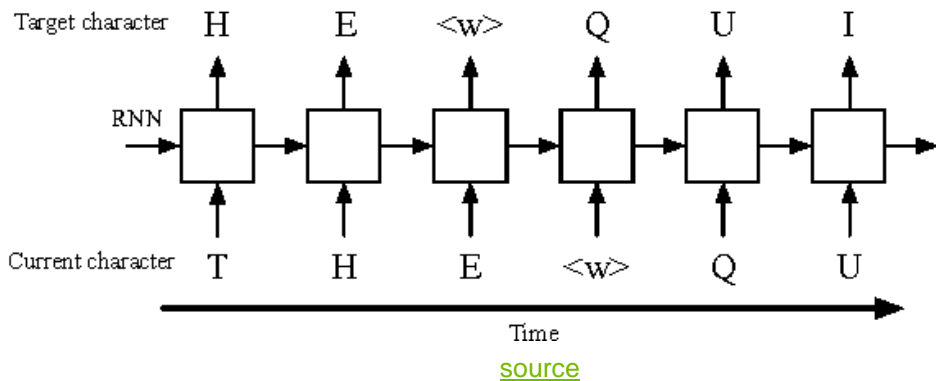 Target character H E <w> Q U I
RNN
Current character T H E <w> Q U
Time
source